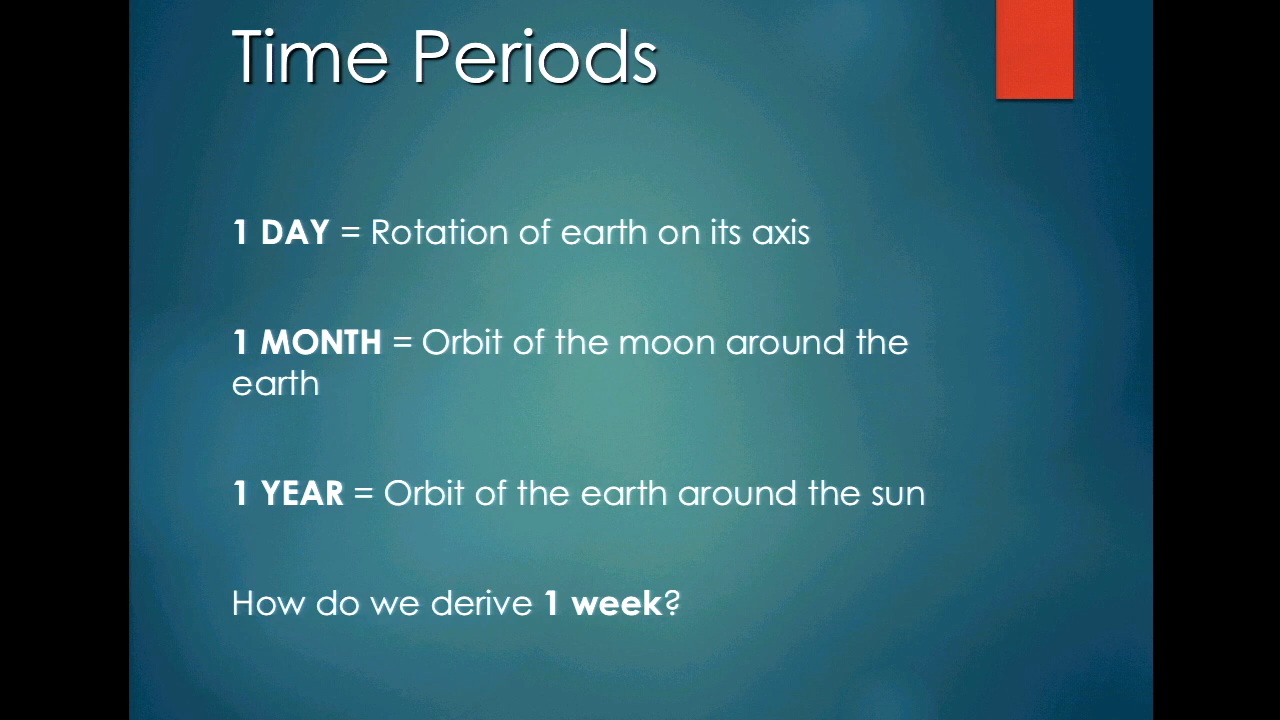 Time Periods
1 DAY = Rotation of earth on its axis
1 MONTH = Orbit of the moon around the
earth
1 YEAR = Orbit of the earth around the sun
How do we derive 1 week?